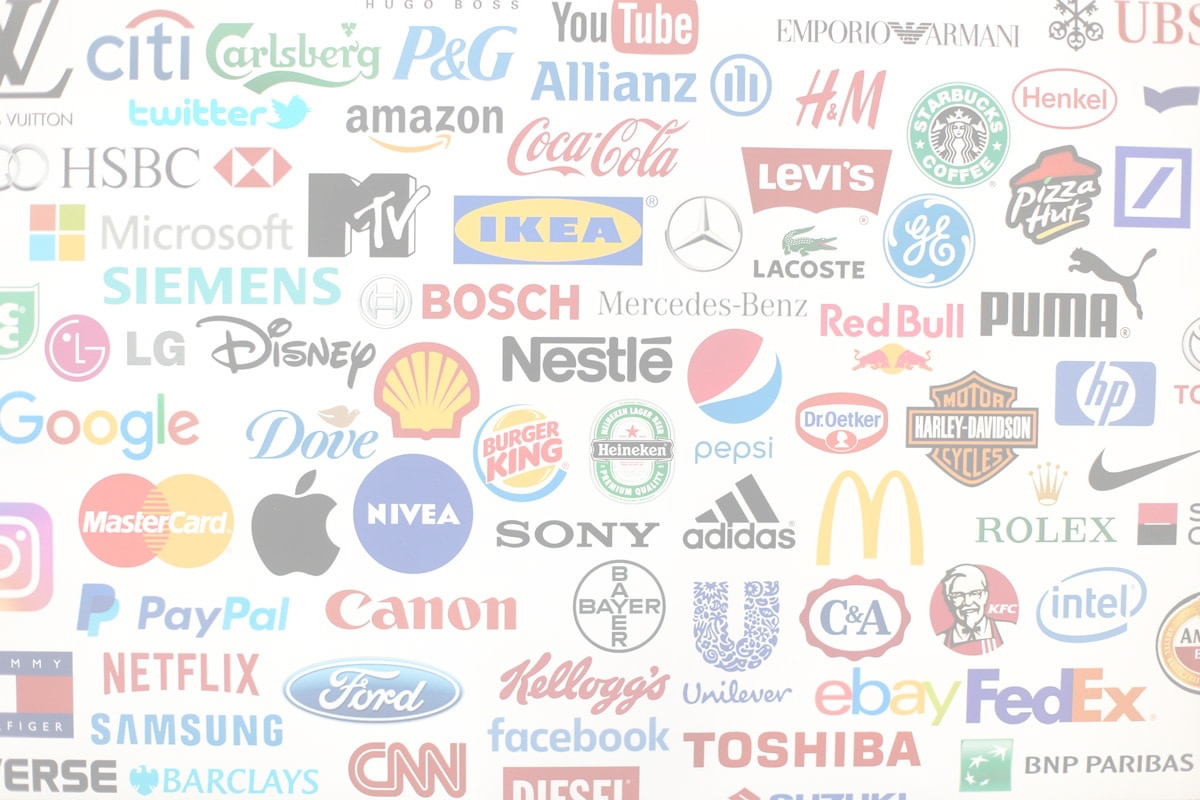 HUGO BOSS
YouTube
EMPORIO ARMANI
UBS
citi
Carlsberg
P&G
Allianz
H&M
STARBUCKS
COFFEE
Henkel
VUITTON
twitter
amazon
Coca-Cola
HSBC
LEVI'S
®
Pizza
Hut
Microsoft
MTV
IKEA ®
LACOSTE
GE
SIEMENS
BOSCH
Mercedes-Benz
Red Bull
PUMA ®
LG
Disney
Nestlé
hp
Google
Dove
BURGER
KING ®
HEINEKEN LAGER BEER
Heineken
PREMIUM QUALITY
pepsi
Dr.Oetker
MOTOR
HARLEY-DAVIDSON
CYCLES
MasterCard
NIVEA
SONY
adidas ®
ROLEX
PayPal
Canon
BAYER
BAYER
C&A
KFC
intel
MMY
FIGER
NETFLIX
Ford
Kellogg's
Unilever
ebay
FedEx
SAMSUNG
facebook
TOSHIBA
VERSE
BARCLAYS
CNN
DIESEL
SUZUKI
BNP PARIBAS